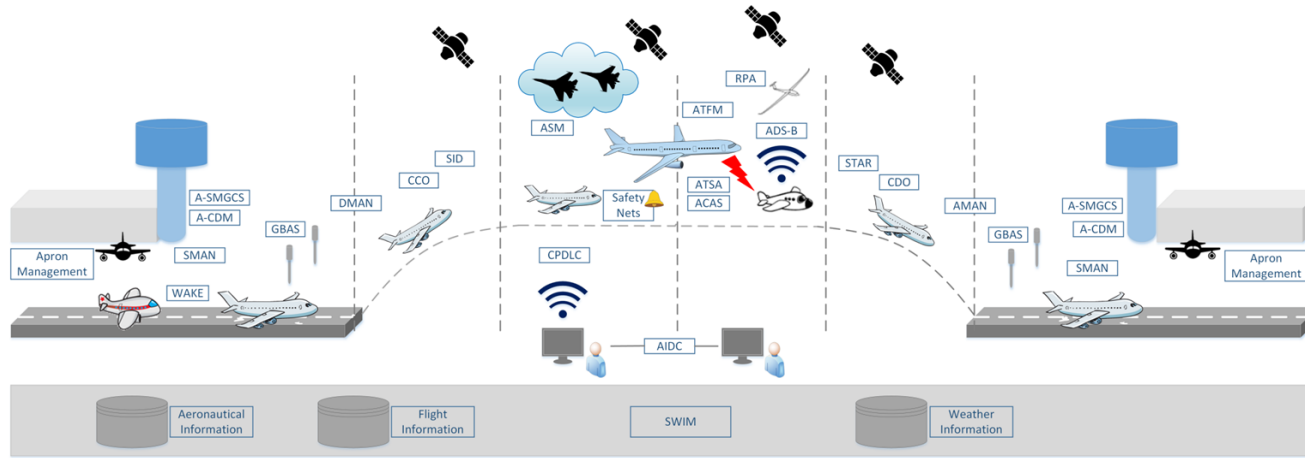 RPA
ATFM
ASM
ADS-B
SID
STAR
CCO
CDO
A-SMGCS
DMAN
Safety
Nets
ATSA
ACAS
AMAN
A-SMGCS
A-CDM
GBAS
GBAS
A-CDM
Apron
Management
SMAN
CPDLC
SMAN
Apron
Management
WAKE
AIDC
Aeronautical
Information
Flight
Information
SWIM
Weather
Information